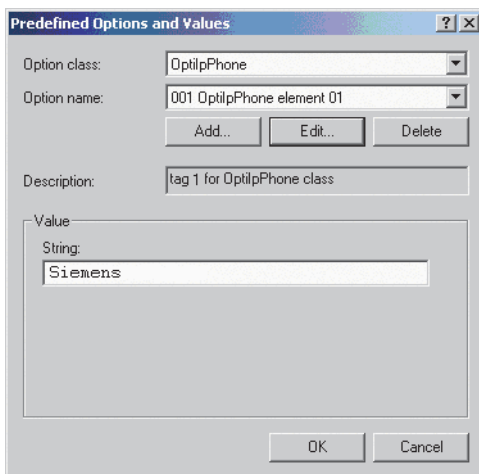 Predefined Options and Values
Option class: OptiIpPhone
Option name: 001 OptiIpPhone element 01
Add... Edit... Delete
Description: tag 1 for OptiIpPhone class
Value
String:
Siemens
OK Cancel